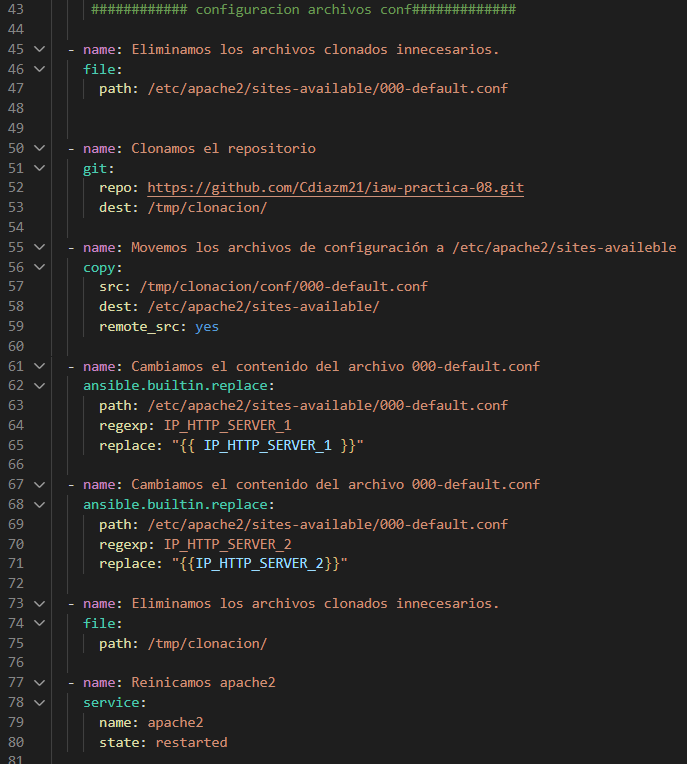 43 ############ configuracion archivos conf#############
44
45 - name: Eliminamos los archivos clonados innecesarios.
46 file:
47 path: /etc/apache2/sites-available/000-default.conf
48
49
50 - name: Clonamos el repositorio
51 git:
52 repo: https://github.com/Cdiazm21/iaw-practica-08.git
53 dest: /tmp/clonacion/
54
55 - name: Movemos los archivos de configuración a /etc/apache2/sites-availeble
56 copy:
57 src: /tmp/clonacion/conf/000-default.conf
58 dest: /etc/apache2/sites-available/
59 remote_src: yes
60
61 - name: Cambiamos el contenido del archivo 000-default.conf
62 ansible.builtin.replace:
63 path: /etc/apache2/sites-available/000-default.conf
64 regexp: IP_HTTP_SERVER_1
65 replace: "{{ IP_HTTP_SERVER_1 }}"
66
67 - name: Cambiamos el contenido del archivo 000-default.conf
68 ansible.builtin.replace:
69 path: /etc/apache2/sites-available/000-default.conf
70 regexp: IP_HTTP_SERVER_2
71 replace: "{{IP_HTTP_SERVER_2}}"
72
73 - name: Eliminamos los archivos clonados innecesarios.
74 file:
75 path: /tmp/clonacion/
76
77 - name: Reinicamos apache2
78 service:
79 name: apache2
80 state: restarted
81